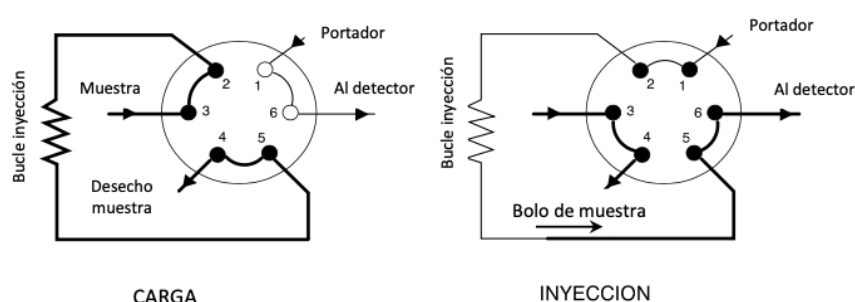 Portador
Muestra
Al detector
Bucle inyección
Desecho
muestra
1
2
3
4
5
6
CARGA
Portador
Al detector
Bucle inyección
Bolo de muestra
1
2
3
4
5
6
INYECCION